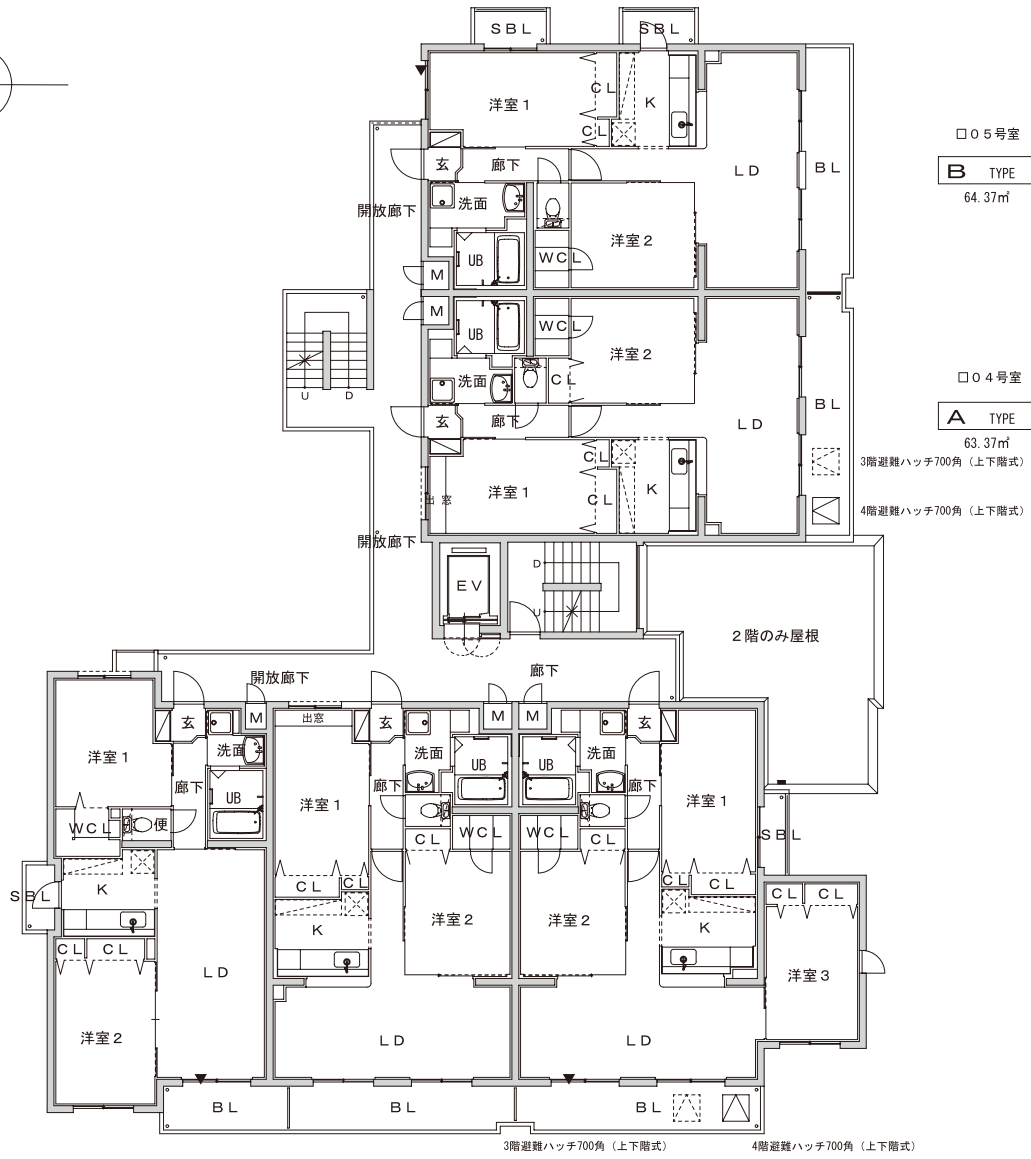 SBL
SBL
洋室1
CL
K
CL
LD
BL
□05号室
B TYPE
64.37㎡
玄
廊下
開放廊下
洗面
洋室2
UB
WCL
M
M
UB
WCL
洋室2
洗面
CL
U D
玄
廊下
LD
BL
□04号室
A TYPE
63.37㎡
3階避難ハッチ700角(上下階式)
CL
洋室1
CL
K
出窓
4階避難ハッチ700角(上下階式)
開放廊下
EV
D
U
2階のみ屋根
開放廊下
廊下
玄
M
出窓
玄
M
M
玄
洗面
洗面
洗面
洋室1
UB
UB
UB
廊下
廊下
廊下
洋室1
洋室1
WCL
便
CL
WCL
WCL
CL
SBL
SBL
K
CL
CL
CL
CL
CL
CL
洋室2
洋室2
K
K
CL
CL
LD
洋室3
洋室2
LD
LD
BL
BL
BL
3階避難ハッチ700角(上下階式)
4階避難ハッチ700角(上下階式)